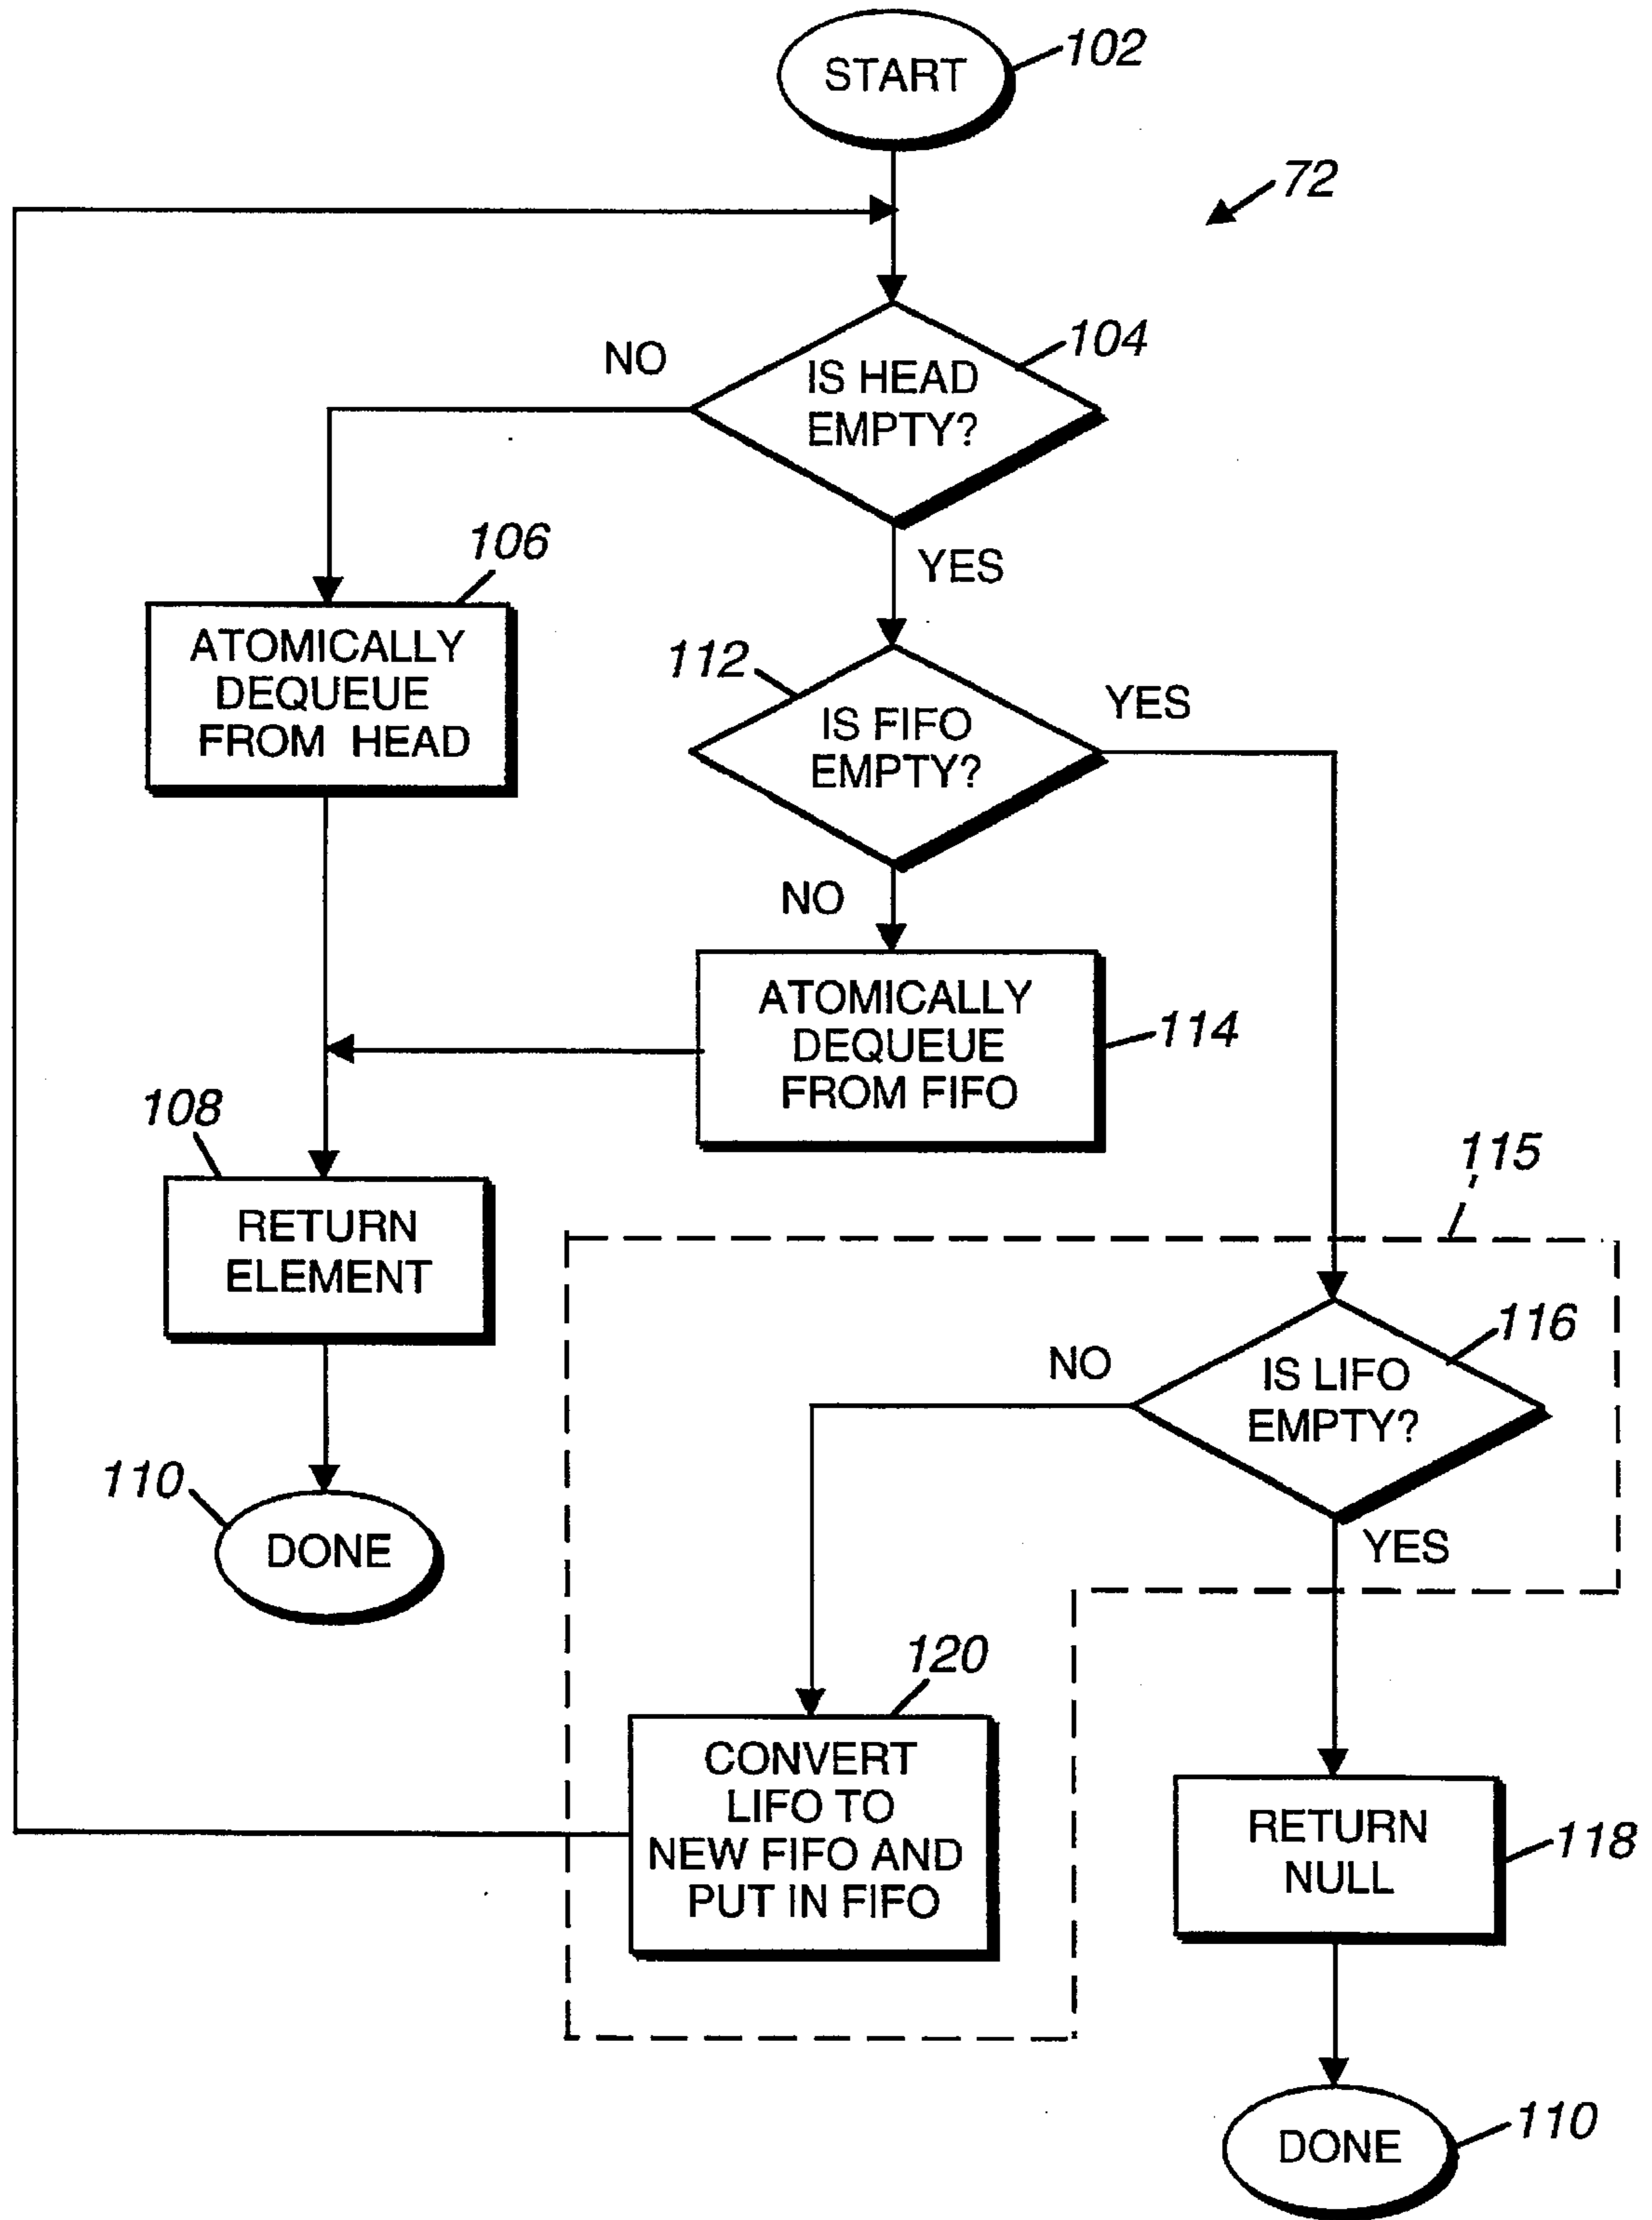 START
102
72
104
NO
IS HEAD
EMPTY?
106
YES
ATOMICALLY
DEQUEUE
FROM HEAD
112
YES
IS FIFO
EMPTY?
NO
ATOMICALLY
DEQUEUE
FROM FIFO
114
108
115
RETURN
ELEMENT
116
NO
IS LIFO
EMPTY?
110
DONE
YES
120
CONVERT
LIFO TO
NEW FIFO AND
PUT IN FIFO
RETURN
NULL
118
DONE
110